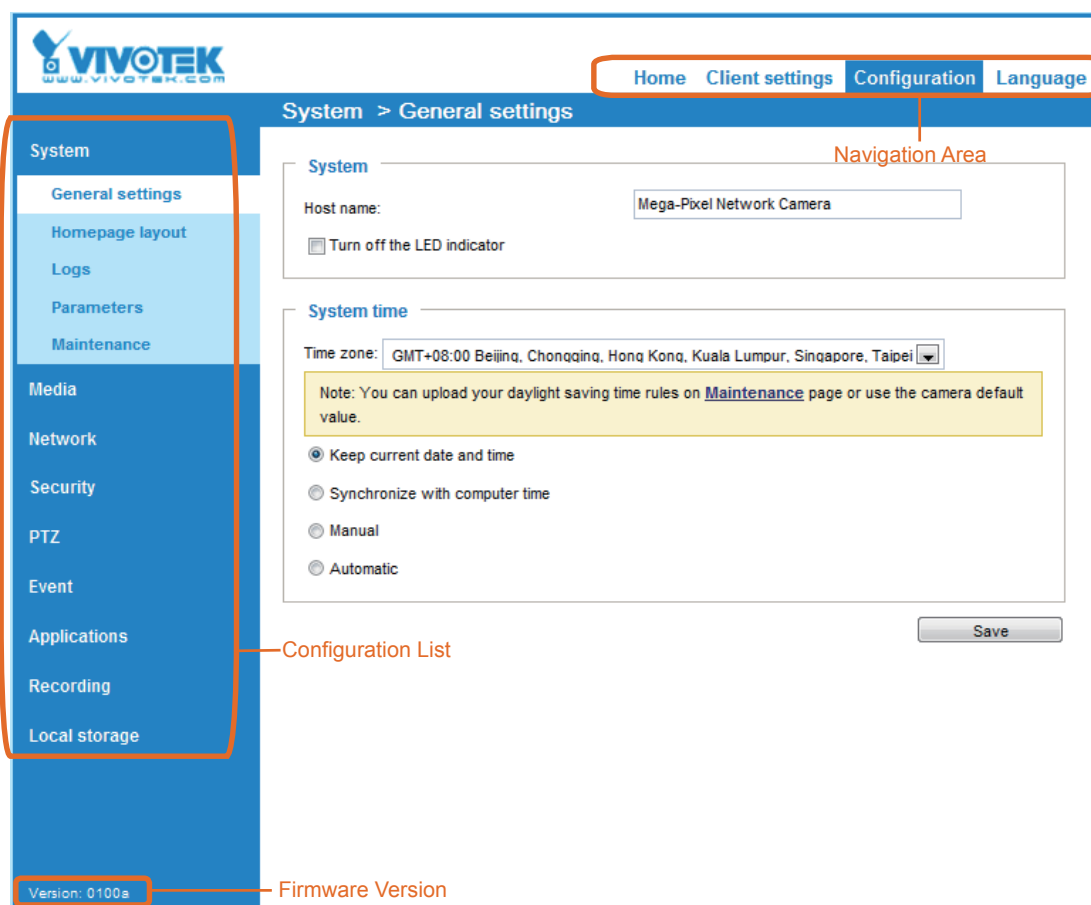 VIVOTEK
www.vivotek.com
Home Client settings Configuration Language
System > General settings
Navigation Area
System
General settings
Homepage layout
Logs
Parameters
Maintenance
Media
Network
Security
PTZ
Event
Applications
Recording
Local storage
Version: 0100a
System
Host name: Mega-Pixel Network Camera
Turn off the LED indicator
System time
Time zone: GMT+08:00 Beijing, Chongqing, Hong Kong, Kuala Lumpur, Singapore, Taipei
Note: You can upload your daylight saving time rules on Maintenance page or use the camera default
value.
Keep current date and time
Synchronize with computer time
Manual
Automatic
Save
Configuration List
Firmware Version